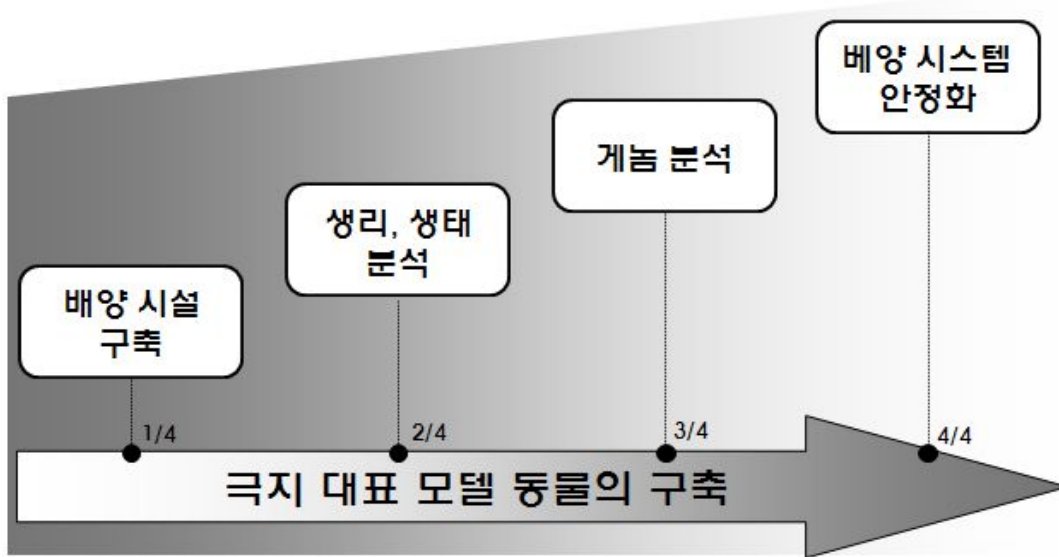 배양 시설
구축
1/4
생리, 생태
분석
2/4
게놈 분석
3/4
베양 시스템
안정화
4/4
극지 대표 모델 동물의 구축